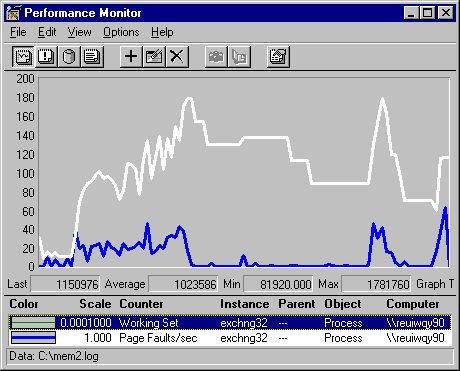 Performance Monitor
File Edit View Options Help
200
180
160
140
120
100
80
60
40
20
0
Last 1150976 Average 1023586 Min 81920.000 Max 1781760 Graph T
Color Scale Counter Instance Parent Object Computer
0.0001000 Working Set exchng32 --- Process \\reuiwqy90
1.000 Page Faults/sec exchng32 --- Process \\reuiwqy90
Data: C:\mem2.log